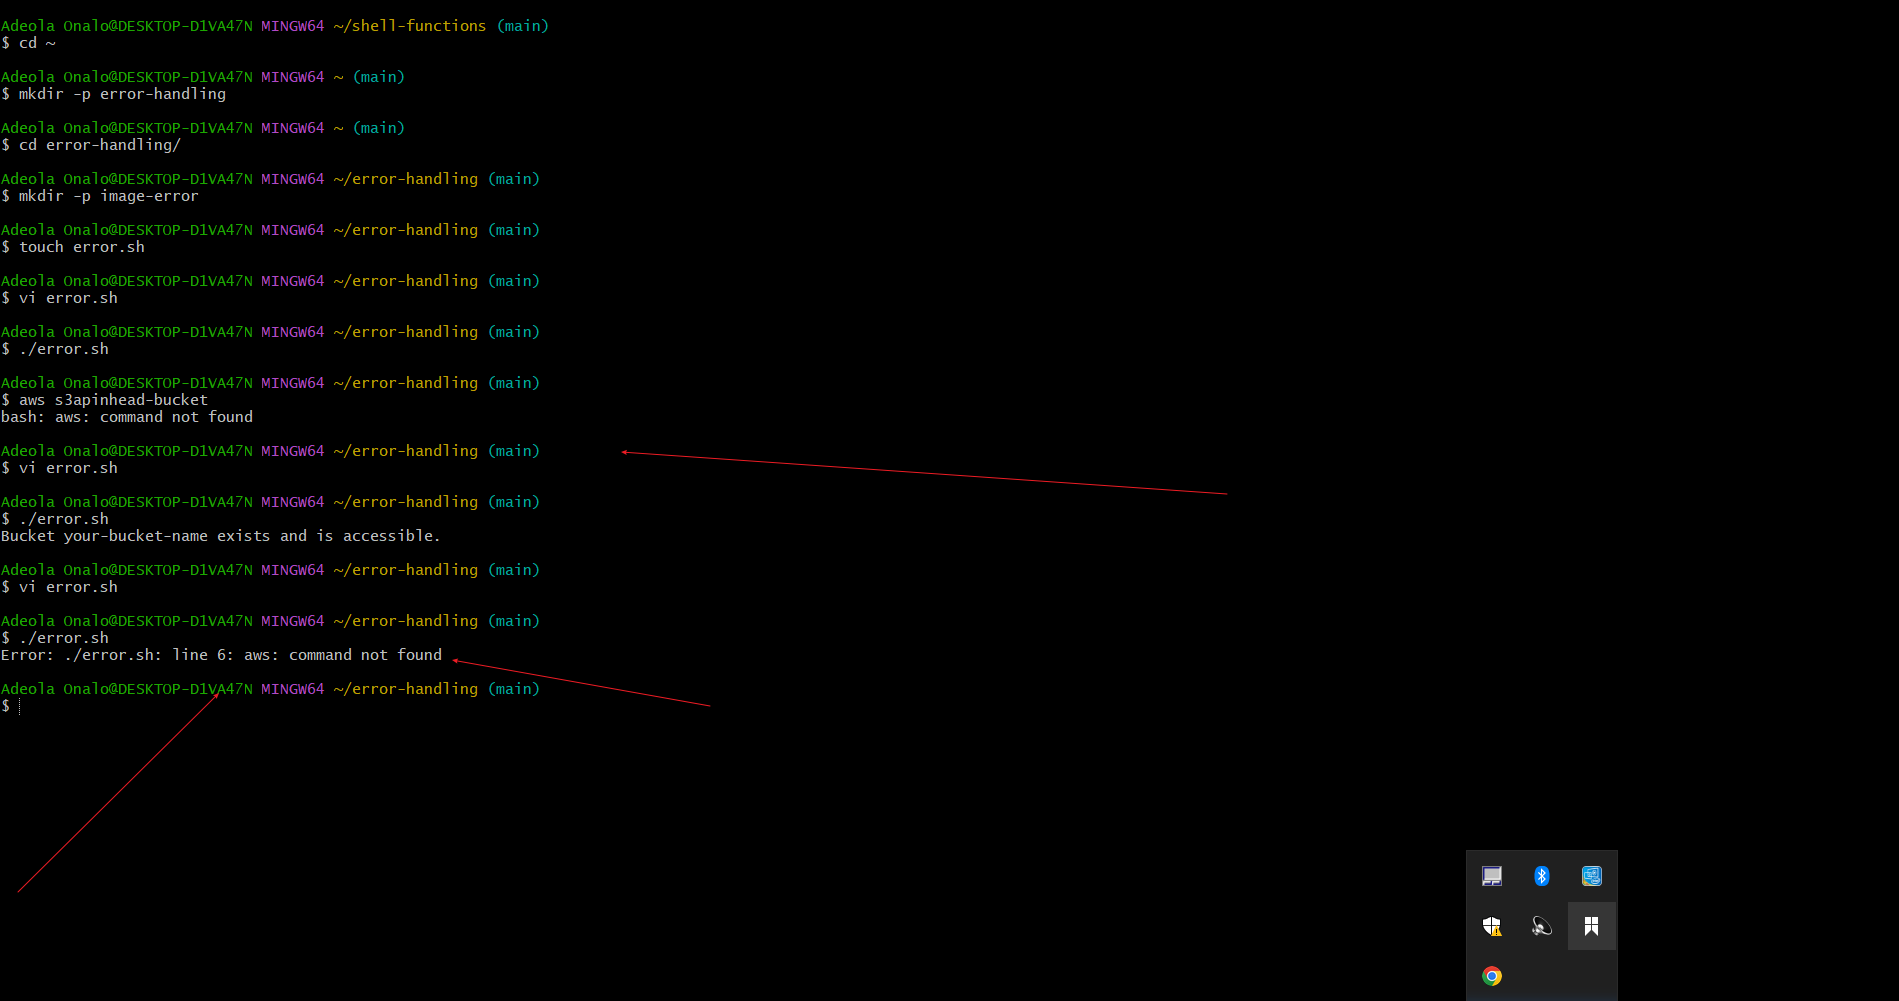 Adeola Onalo@DESKTOP-D1VA47N MINGW64 ~/shell-functions (main)
$ cd ~
Adeola Onalo@DESKTOP-D1VA47N MINGW64 ~ (main)
$ mkdir -p error-handling
Adeola Onalo@DESKTOP-D1VA47N MINGW64 ~ (main)
$ cd error-handling/
Adeola Onalo@DESKTOP-D1VA47N MINGW64 ~/error-handling (main)
$ mkdir -p image-error
Adeola Onalo@DESKTOP-D1VA47N MINGW64 ~/error-handling (main)
$ touch error.sh
Adeola Onalo@DESKTOP-D1VA47N MINGW64 ~/error-handling (main)
$ vi error.sh
Adeola Onalo@DESKTOP-D1VA47N MINGW64 ~/error-handling (main)
$ ./error.sh
Adeola Onalo@DESKTOP-D1VA47N MINGW64 ~/error-handling (main)
$ aws s3apinhead-bucket
bash: aws: command not found
Adeola Onalo@DESKTOP-D1VA47N MINGW64 ~/error-handling (main)
$ vi error.sh
Adeola Onalo@DESKTOP-D1VA47N MINGW64 ~/error-handling (main)
$ ./error.sh
Bucket your-bucket-name exists and is accessible.
Adeola Onalo@DESKTOP-D1VA47N MINGW64 ~/error-handling (main)
$ vi error.sh
Adeola Onalo@DESKTOP-D1VA47N MINGW64 ~/error-handling (main)
$ ./error.sh
Error: ./error.sh: line 6: aws: command not found
Adeola Onalo@DESKTOP-D1VA47N MINGW64 ~/error-handling (main)
$